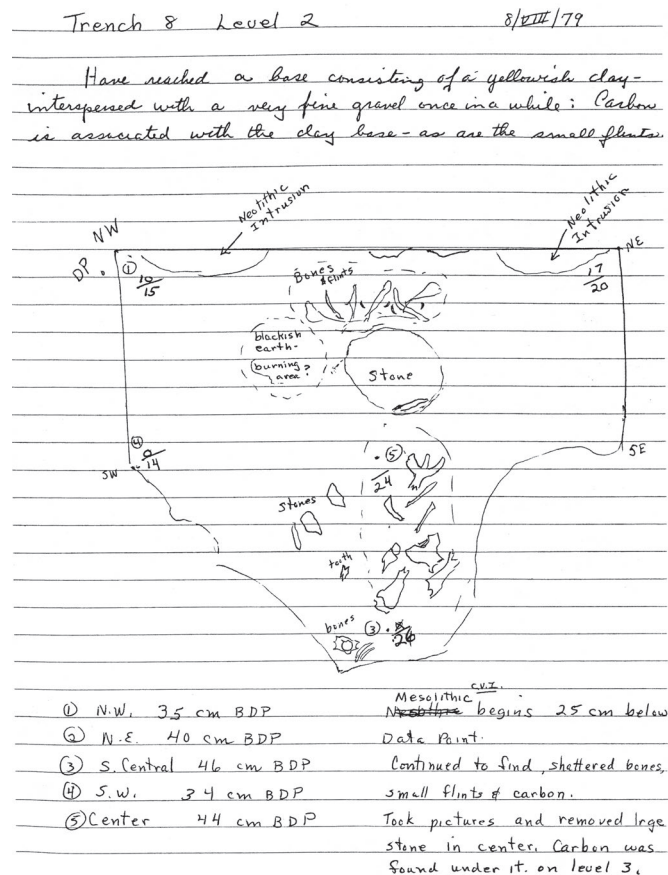 Trench 8 Level 2 8/VIII/79
Have reached a base consisting of a yellowish clay-
interspersed with a very fine gravel once in a while; Carbon
is associated with the clay base - as are the small flints.
Neolithic
Intrusion
Neolithic
Intrusion
NW
NE
DP.
① 10/15
17/20
Bones
& flints
blackish
earth-
burning?
area
Stone
④ 0/14
SW
SE
⑤
24
Stones
tooth
bones
③ 26
① N.W. 35 cm BDP
② N.E. 40 cm BDP
③ S. Central 46 cm BDP
④ S.W. 34 cm BDP
⑤ Center 44 cm BDP
C.V.I.
Mesolithic
begins 25 cm below
Data Point.
Continued to find shattered bones,
small flints & carbon.
Took pictures and removed lrge
stone in center. Carbon was
found under it. on level 3.